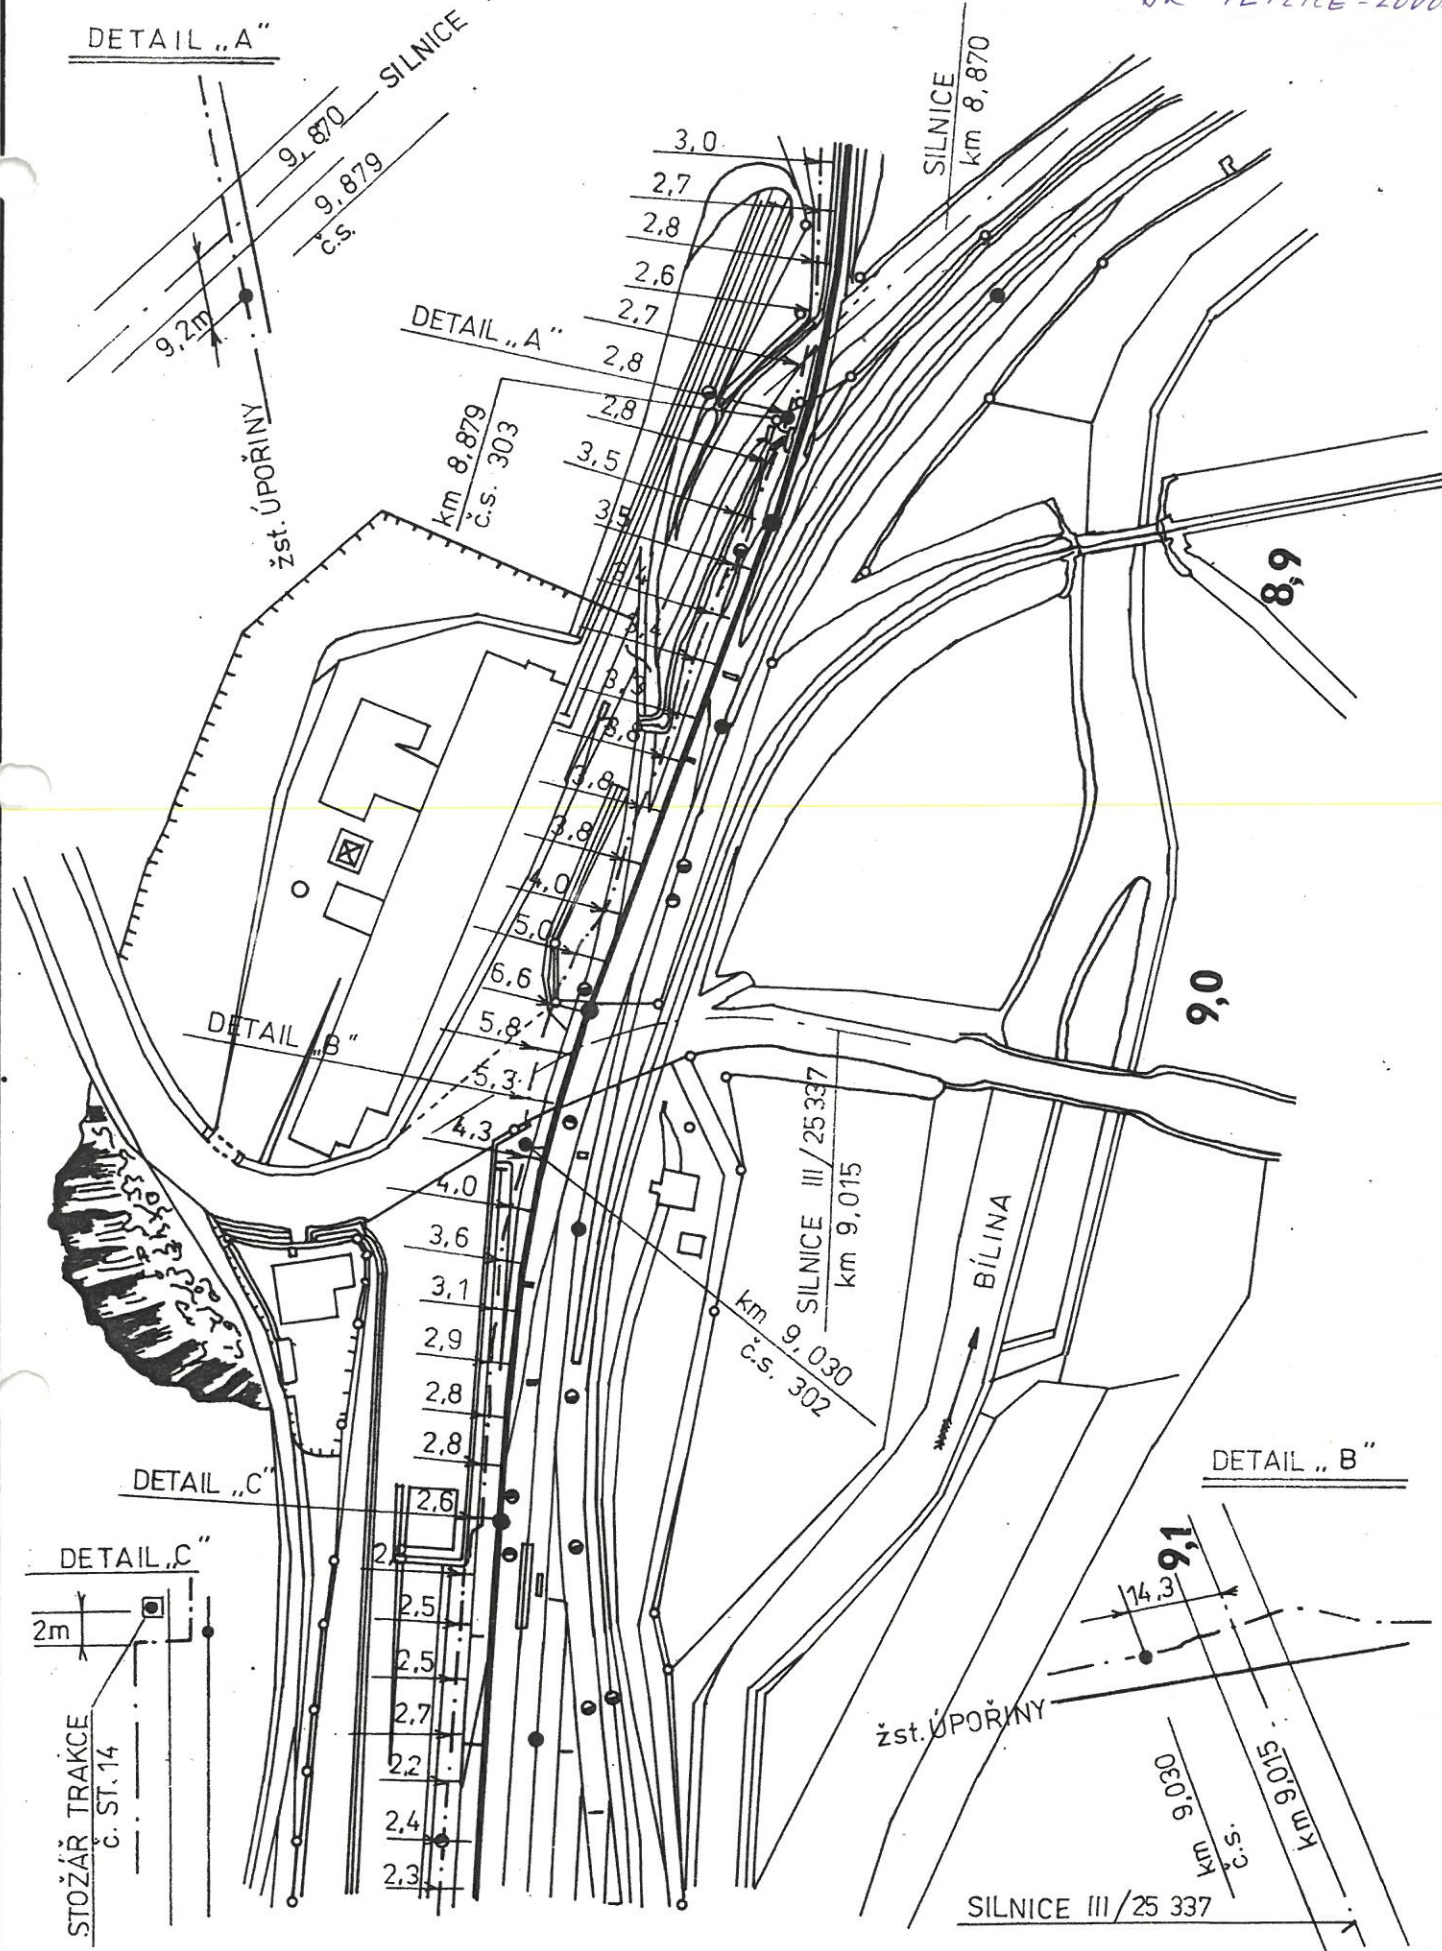 DETAIL „A"
SILNICE
9,870
9,879
č.s.
9,2m
žst. ÚPOŘINY
SILNICE
km 8,870
3,0
2,7
2,8
2,6
2,7
DETAIL „A"
2,8
2,8
km 8,879
č.s. 303
3,5
3,5
3,4
3,4
3,3
3,8
3,8
3,8
4,0
5,0
6,6
5,8
DETAIL „B"
5,3
4,3
4,0
3,6
3,1
2,9
2,8
2,8
2,6
2,5
2,5
2,7
2,2
2,4
2,3
8,9
9,0
9,1
SILNICE III/25337
km 9,015
BÍLINA
km 9,030
č.s. 302
DETAIL „C"
DETAIL „C"
2m
STOŽÁR TRAKCE
č. ST.14
DETAIL „B"
14,3
žst. ÚPOŘINY
km 9,030
č.s.
km 9,015
SILNICE III/25 337